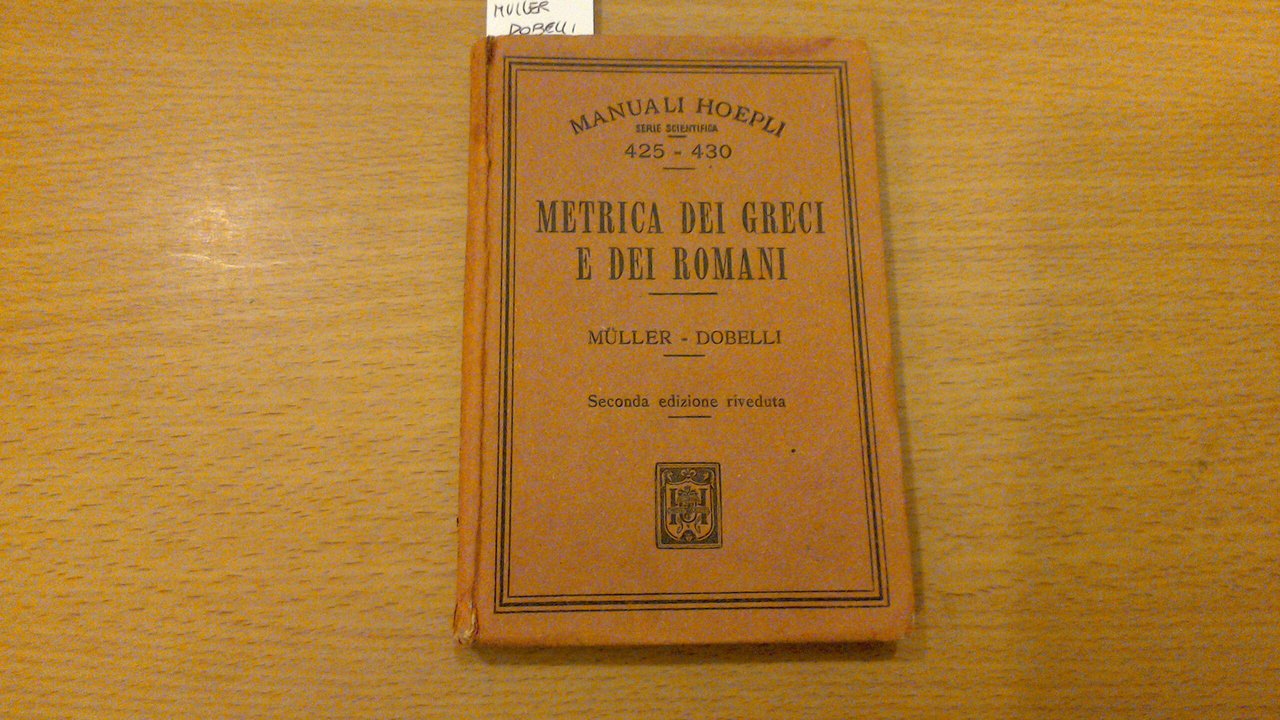 MULLER
DOBELLI
MANUALI HOEPLI
SERIE SCIENTIFICA
425 - 430
METRICA DEI GRECI
E DEI ROMANI
MÜLLER - DOBELLI
Seconda edizione riveduta